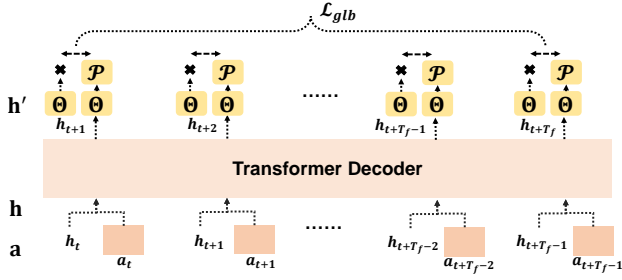 𝓛_glb
✖ 𝒫 ✖ 𝒫 ✖ 𝒫 ✖ 𝒫
h′ Θ Θ Θ Θ ...... Θ Θ Θ Θ
h_{t+1} h_{t+2} h_{t+T_f−1} h_{t+T_f}
Transformer Decoder
h
h_t h_{t+1} ...... h_{t+T_f−2} h_{t+T_f−1}
a
a_t a_{t+1} a_{t+T_f−2} a_{t+T_f−1}